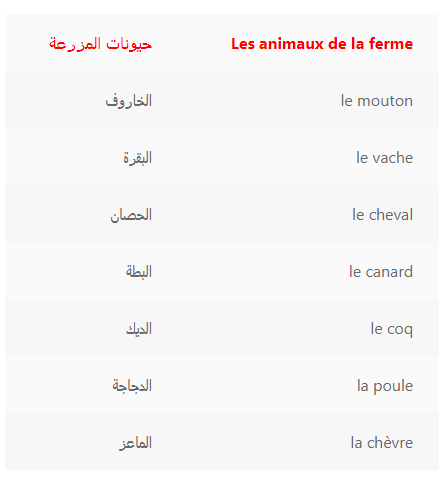 حيونات المزرعة Les animaux de la ferme
الخاروف le mouton
البقرة le vache
الحصان le cheval
البطة le canard
الديك le coq
الدجاجة la poule
الماعز la chèvre